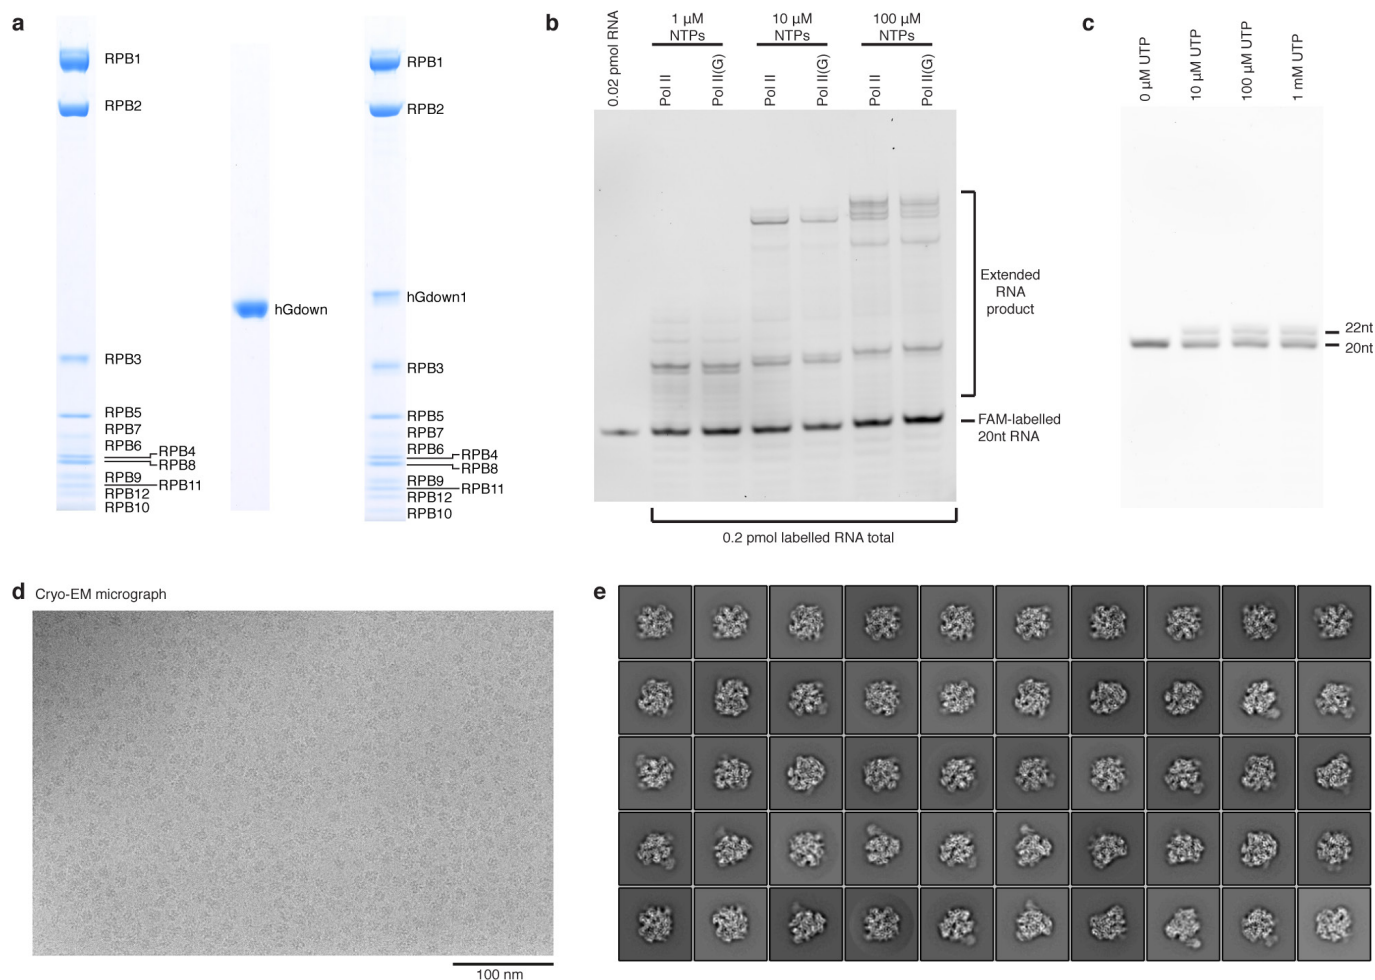 a
RPB1
RPB2
RPB3
RPB5
RPB7
RPB6
RPB4
RPB8
RPB9
RPB11
RPB12
RPB10
hGdown
RPB1
RPB2
hGdown1
RPB3
RPB5
RPB7
RPB6
RPB4
RPB8
RPB9
RPB11
RPB12
RPB10
b
0.02 pmol RNA
1 µM
NTPs
10 µM
NTPs
100 µM
NTPs
Pol II
Pol II(G)
Pol II
Pol II(G)
Pol II
Pol II(G)
Extended
RNA
product
FAM-labelled
20nt RNA
0.2 pmol labelled RNA total
c
0 µM UTP
10 µM UTP
100 µM UTP
1 mM UTP
22nt
20nt
d
Cryo-EM micrograph
100 nm
e